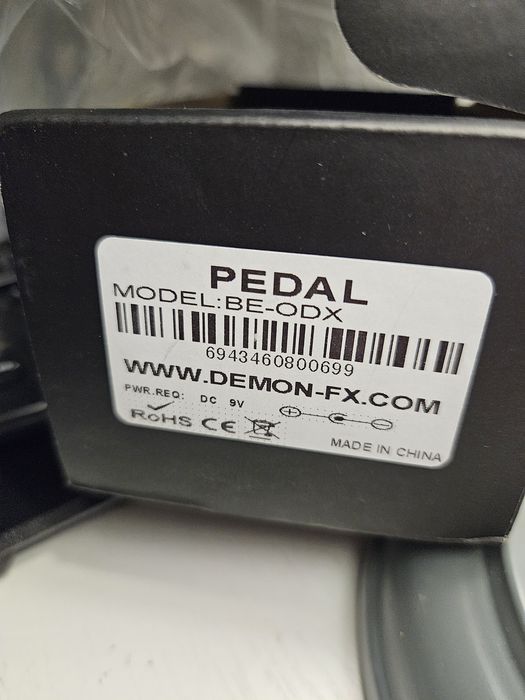 PEDAL
MODEL:BE-ODX
6943460800699
WWW.DEMON-FX.COM
PWR.REQ: DC 9V
RoHS CE
MADE IN CHINA